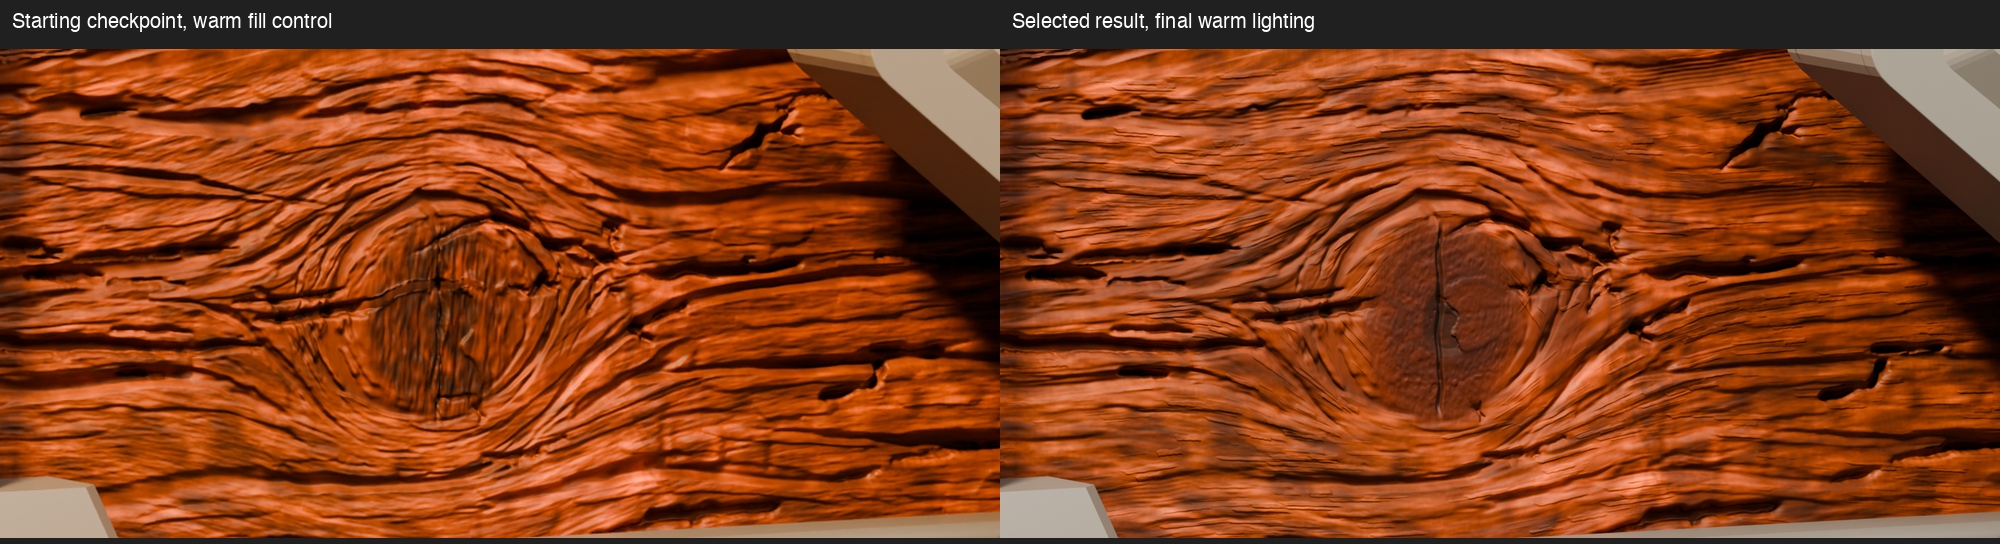 Starting checkpoint, warm fill control
Selected result, final warm lighting